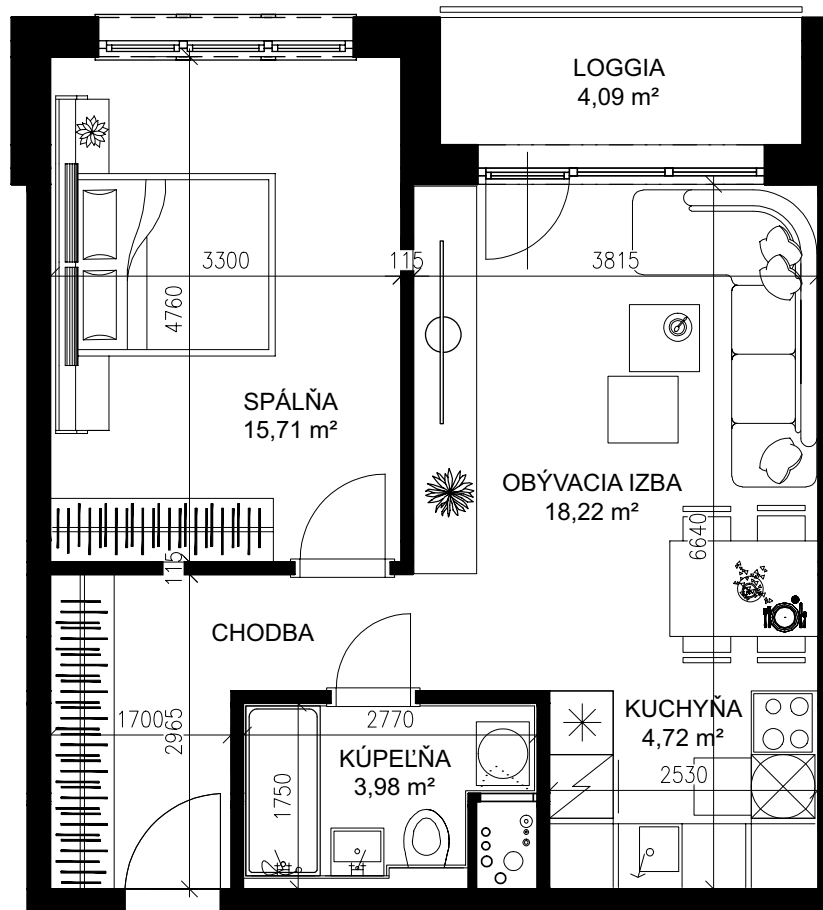 LOGGIA
4,09 m²
3300
115
3815
4760
SPÁLŇA
15,71 m²
OBÝVACIA IZBA
18,22 m²
6640
115
CHODBA
1700
2965
2770
KUCHYŇA
4,72 m²
KÚPEĽŇA
3,98 m²
2530
1750